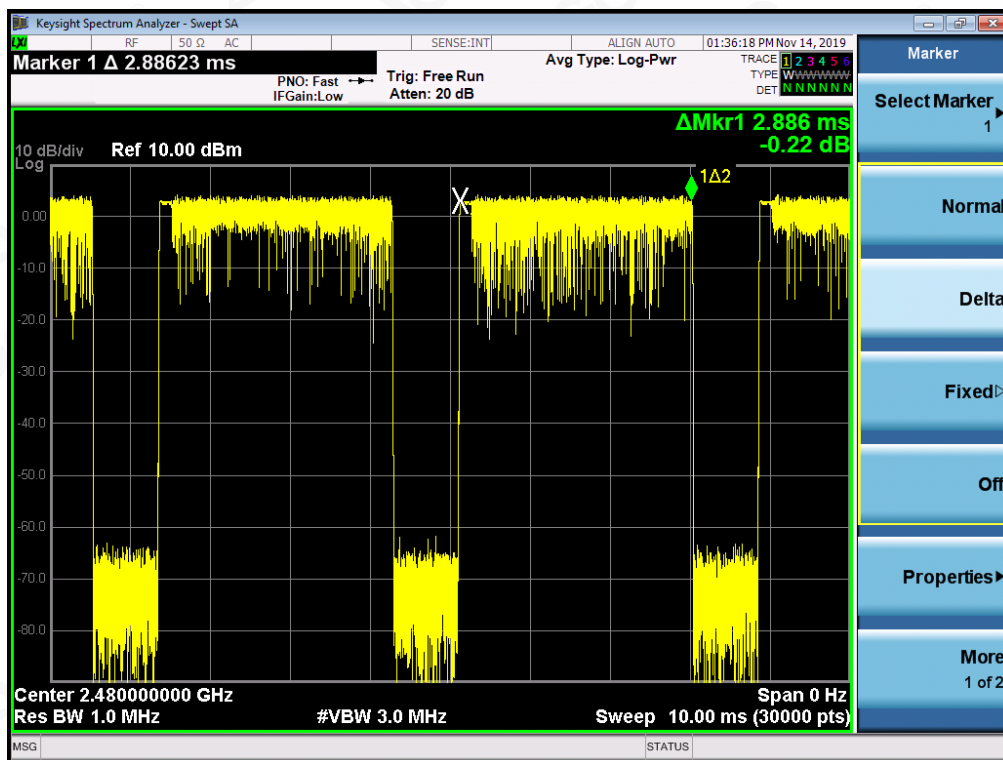 Keysight Spectrum Analyzer - Swept SA
LXI RF 50 Ω AC SENSE:INT ALIGN AUTO 01:36:18 PM Nov 14, 2019
Marker 1 Δ 2.88623 ms
PNO: Fast
IFGain:Low
Trig: Free Run
Atten: 20 dB
Avg Type: Log-Pwr
TRACE 1 2 3 4 5 6
TYPE W
DET N N N N N N
ΔMkr1 2.886 ms
-0.22 dB
10 dB/div Ref 10.00 dBm
Log
1Δ2
0.00
-10.0
-20.0
-30.0
-40.0
-50.0
-60.0
-70.0
-80.0
Center 2.480000000 GHz Span 0 Hz
Res BW 1.0 MHz #VBW 3.0 MHz Sweep 10.00 ms (30000 pts)
MSG STATUS
Marker
Select Marker
1
Normal
Delta
Fixed
Off
Properties
More
1 of 2